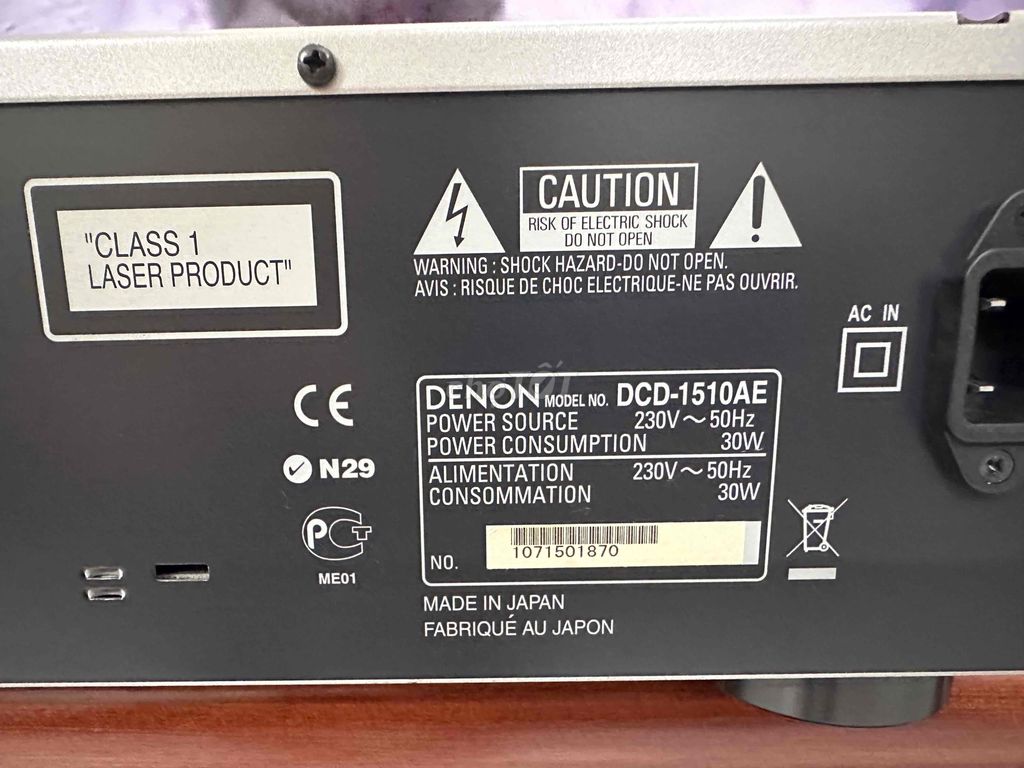 "CLASS 1
LASER PRODUCT"
CAUTION
RISK OF ELECTRIC SHOCK
DO NOT OPEN
WARNING : SHOCK HAZARD-DO NOT OPEN.
AVIS : RISQUE DE CHOC ELECTRIQUE-NE PAS OUVRIR.
AC IN
CE
N29
PCT
ME01
DENON MODEL NO. DCD-1510AE
POWER SOURCE 230V～50Hz
POWER CONSUMPTION 30W
ALIMENTATION 230V～50Hz
CONSOMMATION 30W
NO. 1071501870
MADE IN JAPAN
FABRIQUÉ AU JAPON